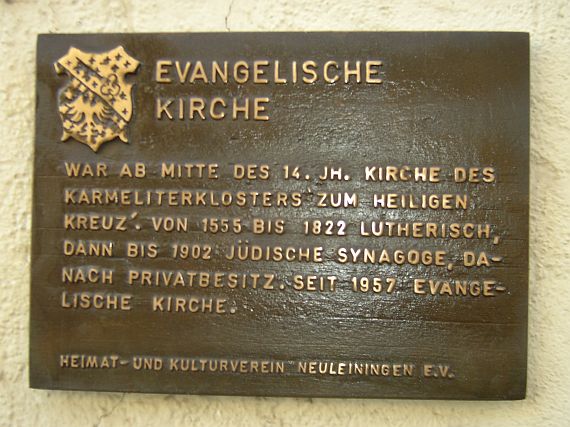 EVANGELISCHE
KIRCHE
WAR AB MITTE DES 14. JH. KIRCHE DES
KARMELITERKLOSTERS "ZUM HEILIGEN
KREUZ". VON 1555 BIS 1822 LUTHERISCH,
DANN BIS 1902 JÜDISCHE SYNAGOGE, DA-
NACH PRIVATBESITZ. SEIT 1957 EVANGE-
LISCHE KIRCHE.
HEIMAT- UND KULTURVEREIN NEULEININGEN E.V.